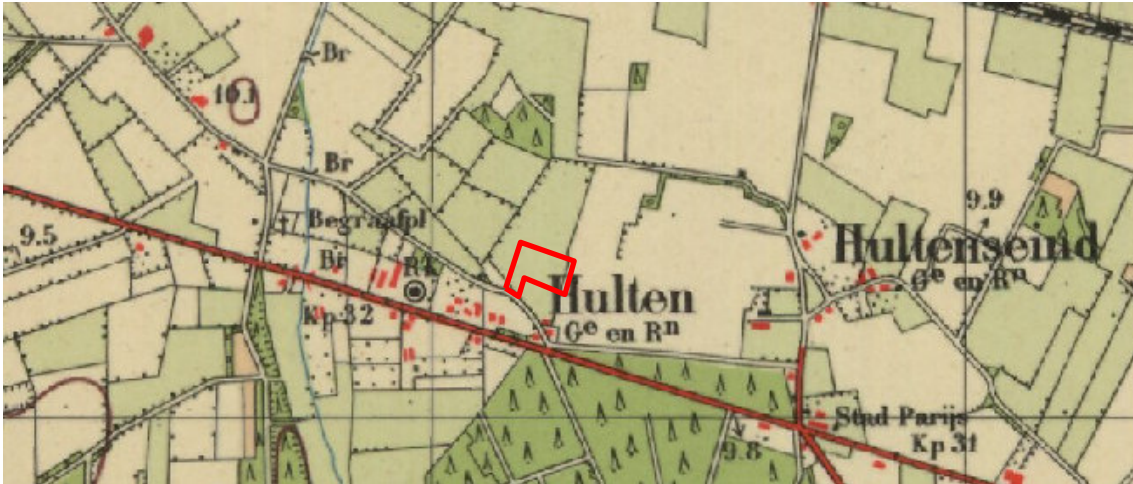 Br
10.1
Br
9.9
Begraafpl
Hultenseind
9.5
Br
RK
Gᵉ en Rⁿ
Hulten
Kp.32
Gᵉ en Rⁿ
Stad Parijs
Kp.31
9.8